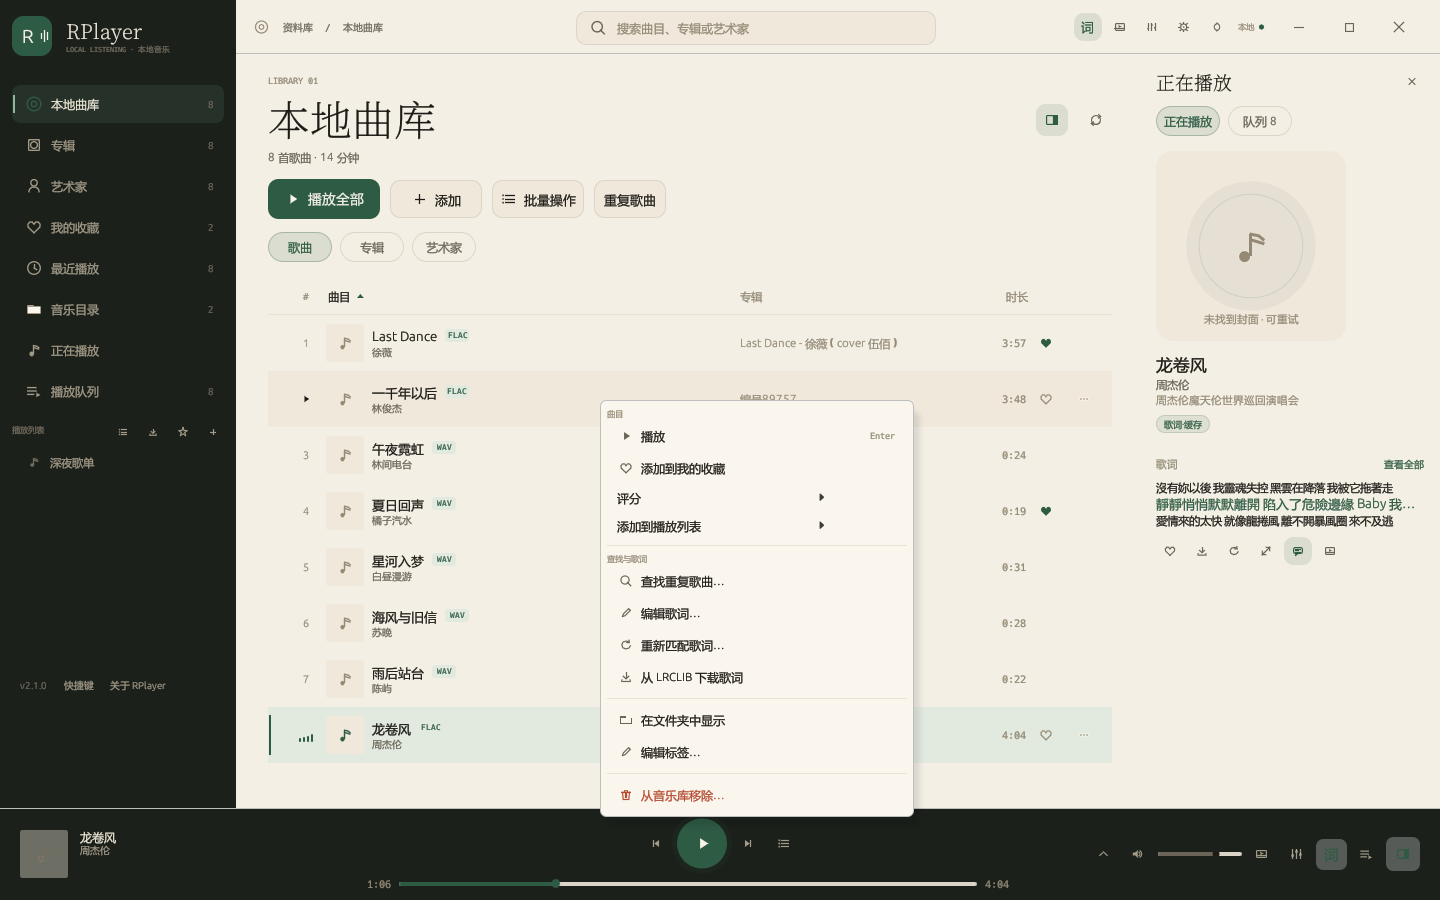 RPlayer
LOCAL LISTENING · 本地音乐
本地曲库 8
专辑 8
艺术家 8
我的收藏 2
最近播放 8
音乐目录 2
正在播放
播放队列 8
播放列表
深夜歌单
v2.1.0 快捷键 关于 RPlayer
资料库 / 本地曲库
搜索曲目、专辑或艺术家
词
本地
LIBRARY 01
本地曲库
8 首歌曲 · 14 分钟
播放全部
添加
批量操作
重复歌曲
歌曲
专辑
艺术家
# 曲目 专辑 时长
1 Last Dance FLAC Last Dance - 徐薇 ( cover 伍佰 ) 3:57
徐薇
一千年以后 FLAC 3:48
林俊杰
3 午夜霓虹 WAV 0:24
林间电台
4 夏日回声 WAV 0:19
橘子汽水
5 星河入梦 WAV 0:31
白昼漫游
6 海风与旧信 WAV 0:28
苏晚
7 雨后站台 WAV 0:22
陈屿
龙卷风 FLAC 4:04
周杰伦
曲目
播放 Enter
添加到我的收藏
评分
添加到播放列表
查找与歌词
查找重复歌曲...
编辑歌词...
重新匹配歌词...
从 LRCLIB 下载歌词
在文件夹中显示
编辑标签...
从音乐库移除...
正在播放
正在播放
队列 8
未找到封面 · 可重试
龙卷风
周杰伦
周杰伦魔天伦世界巡回演唱会
歌词·缓存
歌词 查看全部
沒有妳以後 我靈魂失控 黑雲在降落 我被它拖著走
靜靜悄悄默默離開 陷入了危險邊緣 Baby 我...
愛情來的太快 就像龍捲風 離不開暴風圈 來不及逃
龙卷风
周杰伦
1:06
4:04
词